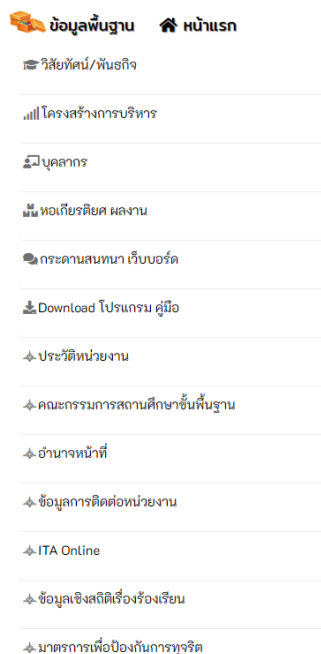 ข้อมูลพื้นฐาน หน้าแรก
วิสัยทัศน์/พันธกิจ
โครงสร้างการบริหาร
บุคลากร
หอเกียรติยศ ผลงาน
กระดานสนทนา เว็บบอร์ด
Download โปรแกรม คู่มือ
ประวัติหน่วยงาน
คณะกรรมการสถานศึกษาขั้นพื้นฐาน
อำนาจหน้าที่
ข้อมูลการติดต่อหน่วยงาน
ITA Online
ข้อมูลเชิงสถิติเรื่องร้องเรียน
มาตรการเพื่อป้องกันการทุจริต